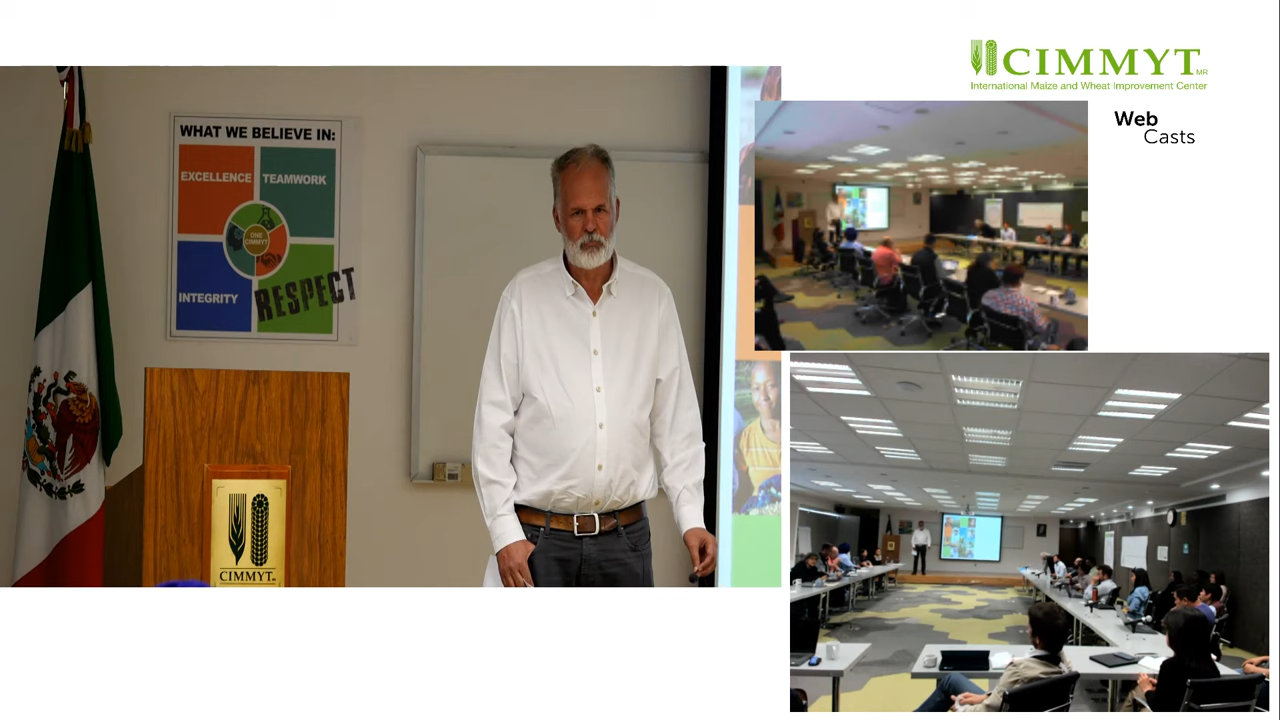 CIMMYT MR
International Maize and Wheat Improvement Center
Web
Casts
WHAT WE BELIEVE IN:
EXCELLENCE
TEAMWORK
ONE
CIMMYT
INTEGRITY
RESPECT
CIMMYT